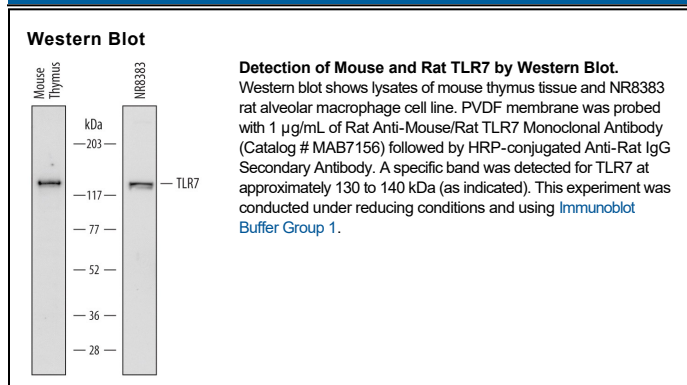 Western Blot
Mouse
Thymus
NR8383
kDa
203
117
77
52
36
28
TLR7
Detection of Mouse and Rat TLR7 by Western Blot.
Western blot shows lysates of mouse thymus tissue and NR8383
rat alveolar macrophage cell line. PVDF membrane was probed
with 1 µg/mL of Rat Anti-Mouse/Rat TLR7 Monoclonal Antibody
(Catalog # MAB7156) followed by HRP-conjugated Anti-Rat IgG
Secondary Antibody. A specific band was detected for TLR7 at
approximately 130 to 140 kDa (as indicated). This experiment was
conducted under reducing conditions and using Immunoblot
Buffer Group 1.